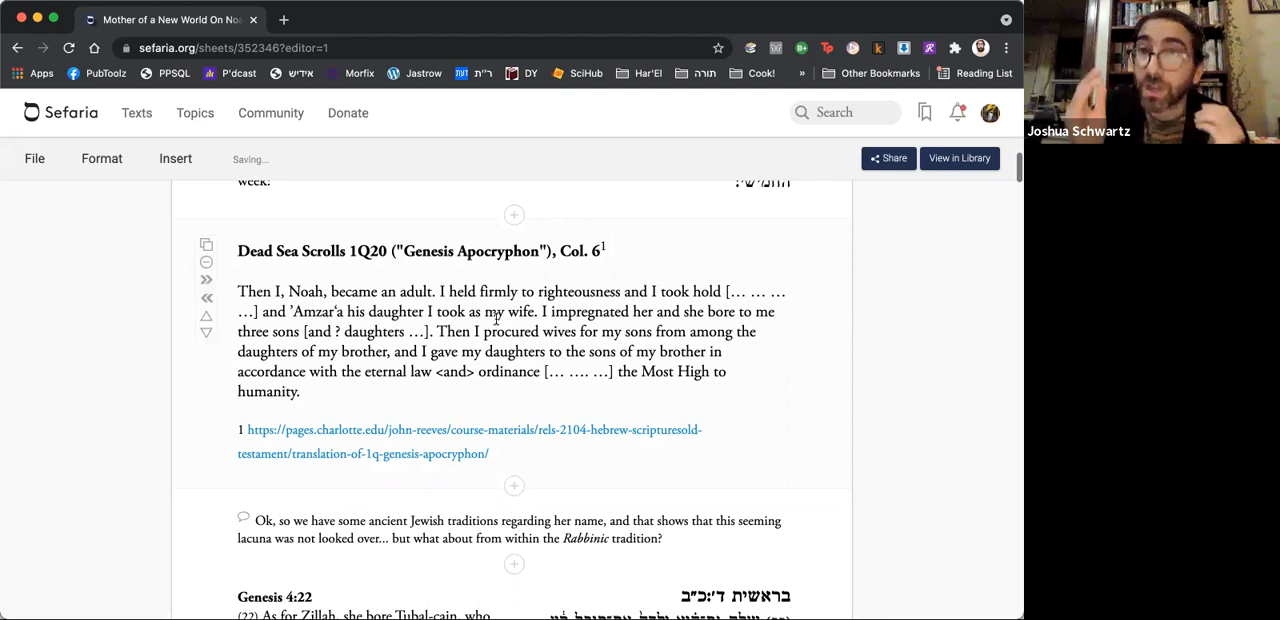 Mother of a New World On Noa
sefaria.org/sheets/352346?editor=1
Apps PubToolz PPSQL P'dcast אידיש Morfix Jastrow ר"ת DY SciHub Har'El תורה Cook! » Other Bookmarks Reading List
Sefaria Texts Topics Community Donate Search
File Format Insert Saving... Share View in Library
week:
החמישי:
Dead Sea Scrolls 1Q20 ("Genesis Apocryphon"), Col. 6¹
Then I, Noah, became an adult. I held firmly to righteousness and I took hold [… … …
…] and ’Amzar‘a his daughter I took as my wife. I impregnated her and she bore to me
three sons [and ? daughters …]. Then I procured wives for my sons from among the
daughters of my brother, and I gave my daughters to the sons of my brother in
accordance with the eternal law <and> ordinance [… …. …] the Most High to
humanity.
1 https://pages.charlotte.edu/john-reeves/course-materials/rels-2104-hebrew-scripturesold-
testament/translation-of-1q-genesis-apocryphon/
Ok, so we have some ancient Jewish traditions regarding her name, and that shows that this seeming
lacuna was not looked over... but what about from within the Rabbinic tradition?
Genesis 4:22
בראשית ד׳:כ״ב
(22) As for Zillah, she bore Tubal-cain, who
Joshua Schwartz